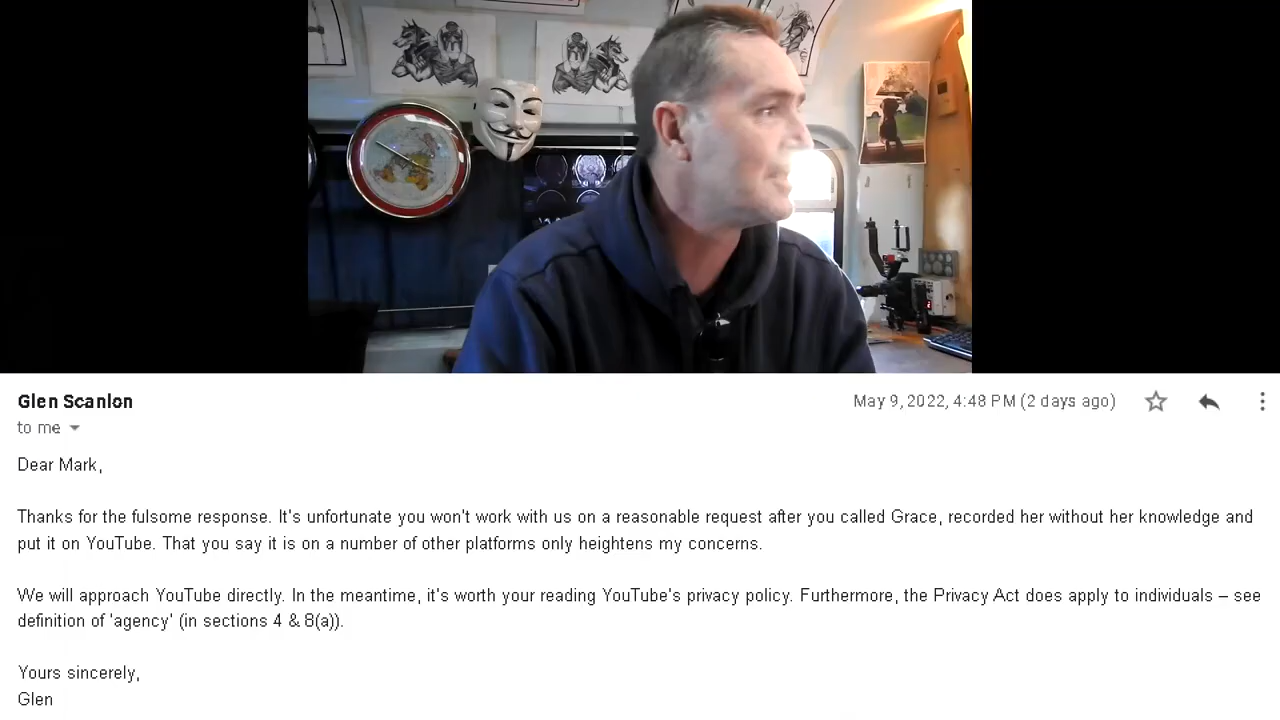 Glen Scanlon
May 9, 2022, 4:48 PM (2 days ago)
to me
Dear Mark,
Thanks for the fulsome response. It's unfortunate you won't work with us on a reasonable request after you called Grace, recorded her without her knowledge and
put it on YouTube. That you say it is on a number of other platforms only heightens my concerns.
We will approach YouTube directly. In the meantime, it's worth your reading YouTube's privacy policy. Furthermore, the Privacy Act does apply to individuals – see
definition of 'agency' (in sections 4 & 8(a)).
Yours sincerely,
Glen